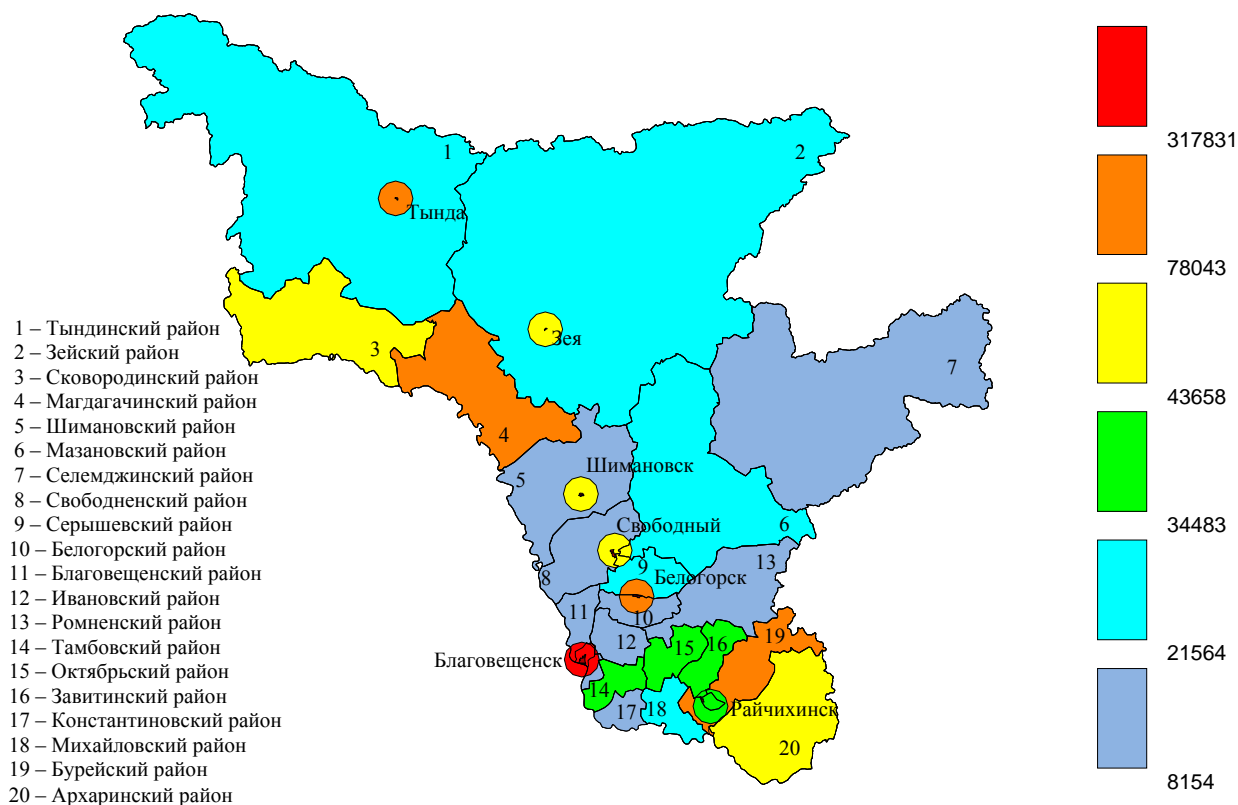 1
2
Тында
Зея
3
4
7
5
Шимановск
6
Свободный
13
8
9
Белогорск
11
10
12
19
Благовещенск
15
16
14
17
18
Райчихинск
20
1 – Тындинский район
2 – Зейский район
3 – Сковородинский район
4 – Магдагачинский район
5 – Шимановский район
6 – Мазановский район
7 – Селемджинский район
8 – Свободненский район
9 – Серышевский район
10 – Белогорский район
11 – Благовещенский район
12 – Ивановский район
13 – Ромненский район
14 – Тамбовский район
15 – Октябрьский район
16 – Завитинский район
17 – Константиновский район
18 – Михайловский район
19 – Бурейский район
20 – Архаринский район
317831
78043
43658
34483
21564
8154